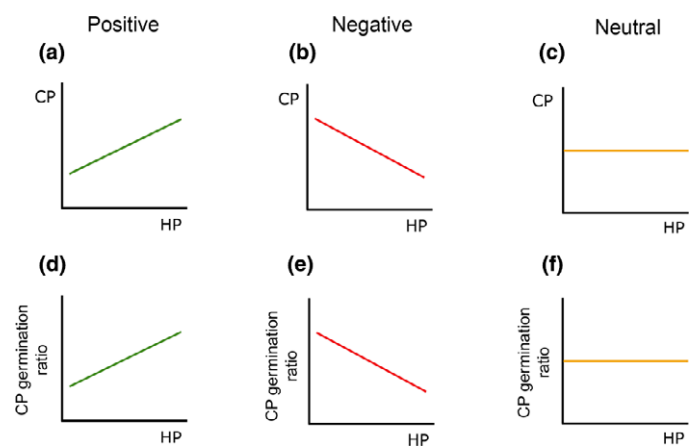 Positive
Negative
Neutral
(a)
(b)
(c)
CP
CP
CP
HP
HP
HP
(d)
(e)
(f)
CP germination
ratio
CP germination
ratio
CP germination
ratio
HP
HP
HP